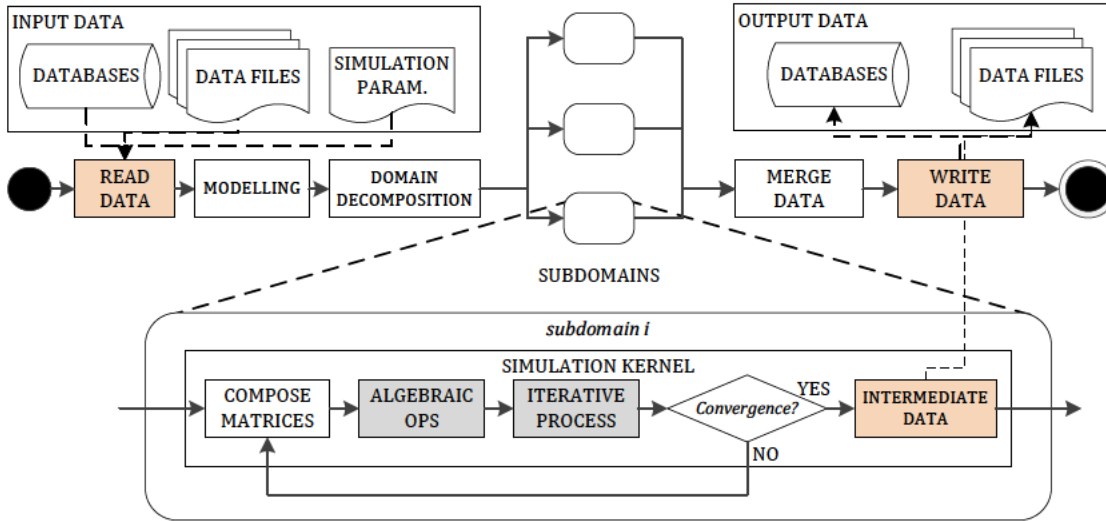 INPUT DATA
DATABASES
DATA FILES
SIMULATION
PARAM.
OUTPUT DATA
DATABASES
DATA FILES
READ
DATA
MODELLING
DOMAIN
DECOMPOSITION
MERGE
DATA
WRITE
DATA
SUBDOMAINS
subdomain i
SIMULATION KERNEL
COMPOSE
MATRICES
ALGEBRAIC
OPS
ITERATIVE
PROCESS
Convergence?
YES
NO
INTERMEDIATE
DATA